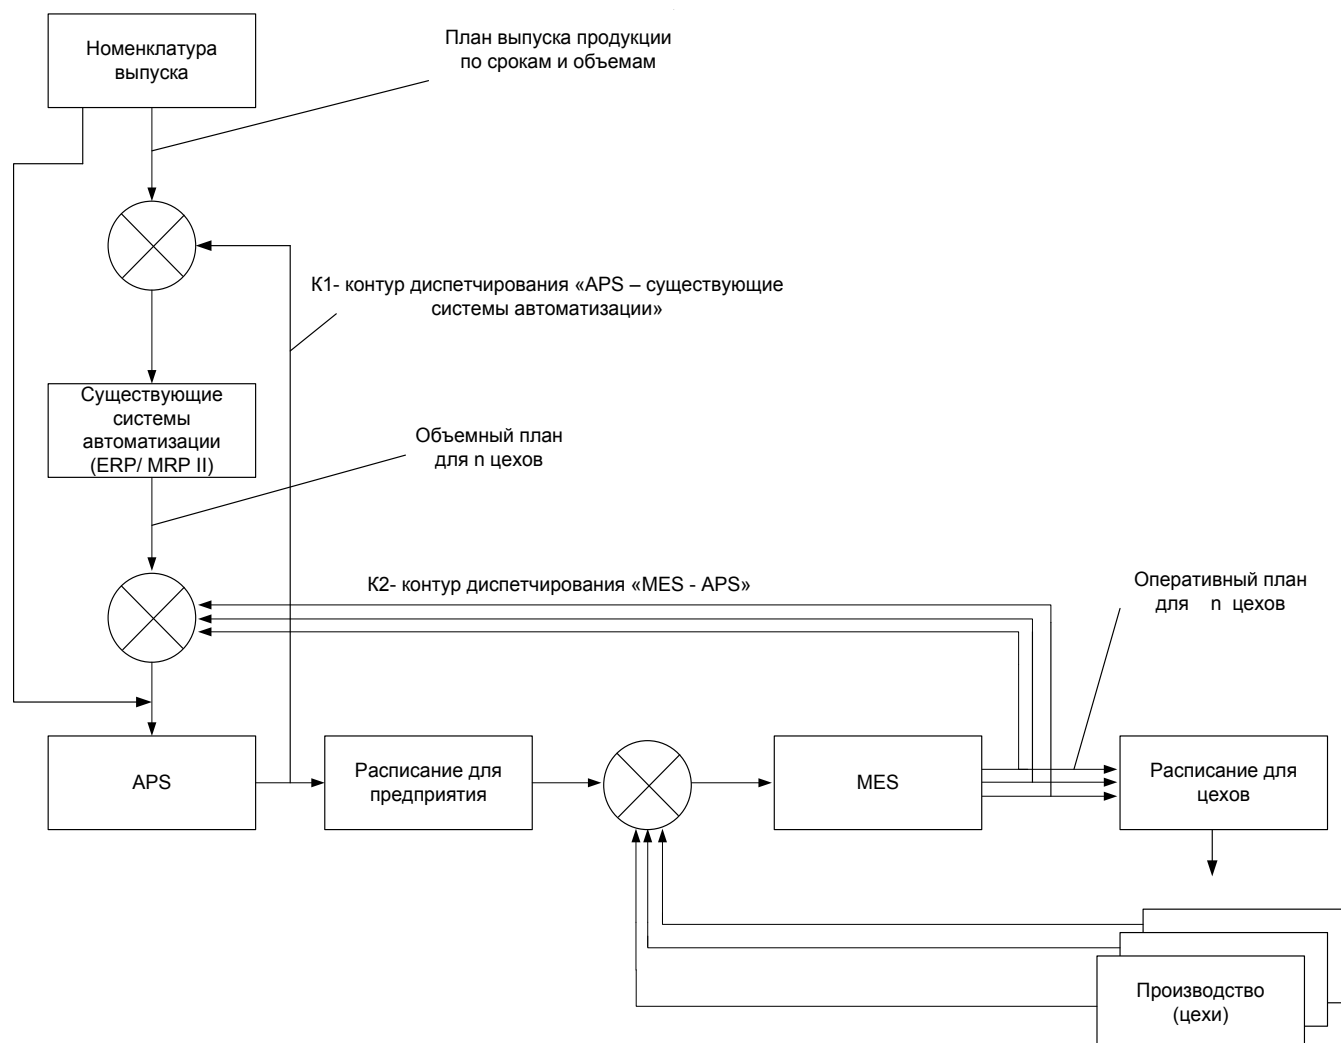 Номенклатура
выпуска
План выпуска продукции
по срокам и объемам
К1- контур диспетчирования «APS – существующие
системы автоматизации»
Существующие
системы
автоматизации
(ERP/ MRP II)
Объемный план
для n цехов
К2- контур диспетчирования «MES - APS»
Оперативный план
для n цехов
APS
Расписание для
предприятия
MES
Расписание для
цехов
Производство
(цехи)